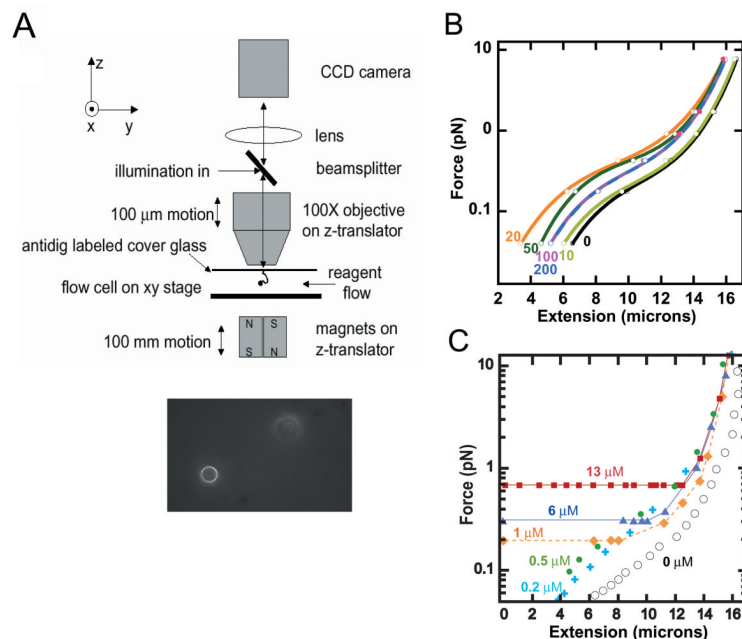 A
z
x
y
CCD camera
lens
illumination in
beamsplitter
100 µm motion
100X objective
on z-translator
antidig labeled cover glass
flow cell on xy stage
reagent
flow
100 mm motion
N S
S N
magnets on
z-translator
B
Force (pN)
10
0
0.1
20
50
100
200
10
0
2 4 6 8 10 12 14 16
Extension (microns)
C
Force (pN)
10
1
0.1
13 µM
6 µM
1 µM
0.5 µM
0.2 µM
0 µM
0 2 4 6 8 10 12 14 16
Extension (microns)